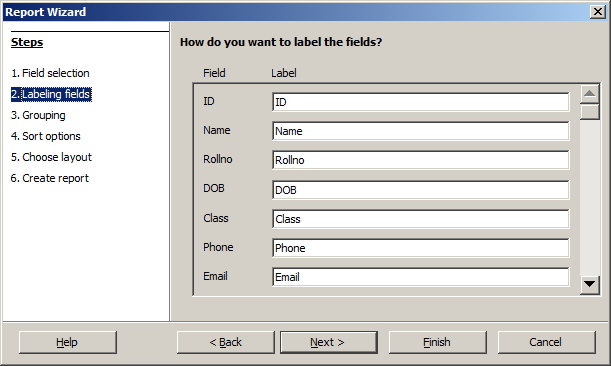 Report Wizard
Steps
1. Field selection
2. Labeling fields
3. Grouping
4. Sort options
5. Choose layout
6. Create report
How do you want to label the fields?
Field Label
ID ID
Name Name
Rollno Rollno
DOB DOB
Class Class
Phone Phone
Email Email
Help < Back Next > Finish Cancel